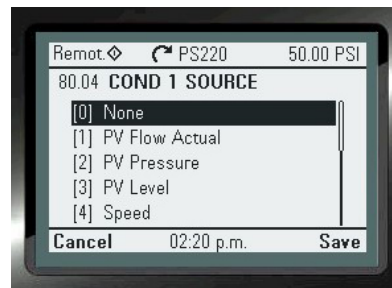 Remot. PS220 50.00 PSI
80.04 COND 1 SOURCE
[0] None
[1] PV Flow Actual
[2] PV Pressure
[3] PV Level
[4] Speed
Cancel 02:20 p.m. Save